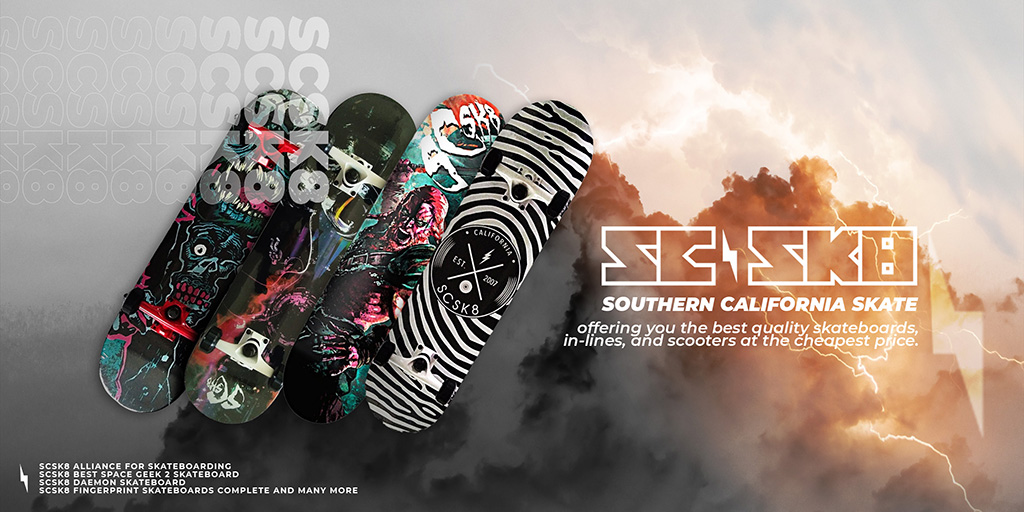 SCSK8
SCSK8
SC SK8
CALIFORNIA
EST. 2007
SCSK8
SC SK8
SOUTHERN CALIFORNIA SKATE
offering you the best quality skateboards,
in-lines, and scooters at the cheapest price.
SCSK8 ALLIANCE FOR SKATEBOARDING
SCSK8 BEST SPACE GEEK 2 SKATEBOARD
SCSK8 DAEMON SKATEBOARD
SCSK8 FINGERPRINT SKATEBOARDS COMPLETE AND MANY MORE